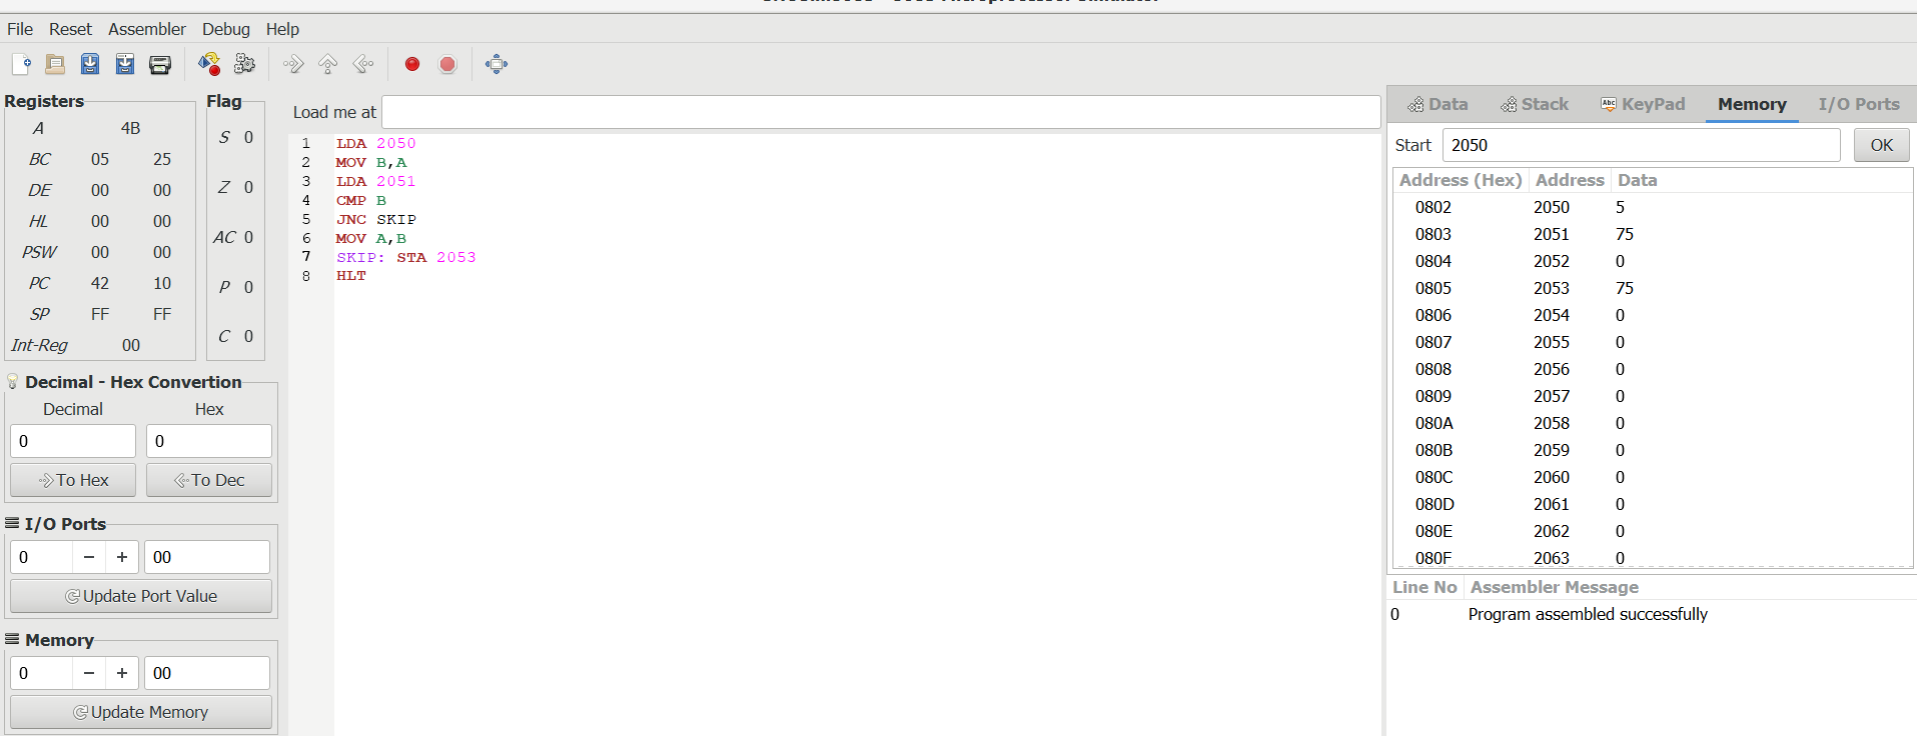 File Reset Assembler Debug Help
Registers
A 4B
BC 05 25
DE 00 00
HL 00 00
PSW 00 00
PC 42 10
SP FF FF
Int-Reg 00
Flag
S 0
Z 0
AC 0
P 0
C 0
Decimal - Hex Convertion
Decimal Hex
0 0
To Hex To Dec
I/O Ports
0 − + 00
Update Port Value
Memory
0 − + 00
Update Memory
Load me at
1 LDA 2050
2 MOV B,A
3 LDA 2051
4 CMP B
5 JNC SKIP
6 MOV A,B
7 SKIP: STA 2053
8 HLT
Data Stack Abc KeyPad Memory I/O Ports
Start 2050 OK
Address (Hex) Address Data
0802 2050 5
0803 2051 75
0804 2052 0
0805 2053 75
0806 2054 0
0807 2055 0
0808 2056 0
0809 2057 0
080A 2058 0
080B 2059 0
080C 2060 0
080D 2061 0
080E 2062 0
080F 2063 0
Line No Assembler Message
0 Program assembled successfully